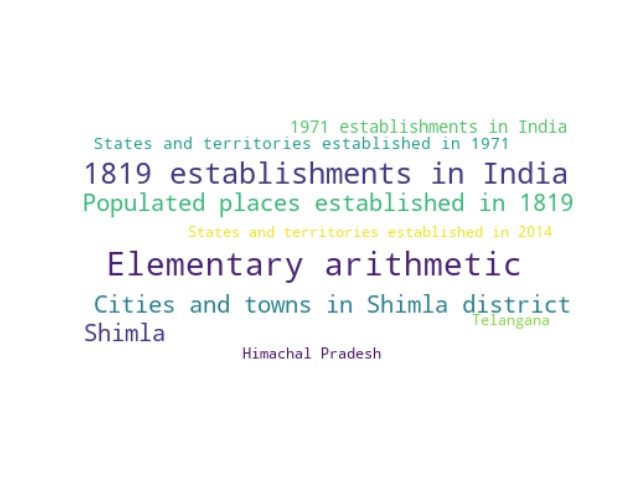 1971 establishments in India
States and territories established in 1971
1819 establishments in India
Populated places established in 1819
States and territories established in 2014
Elementary arithmetic
Cities and towns in Shimla district
Telangana
Shimla
Himachal Pradesh